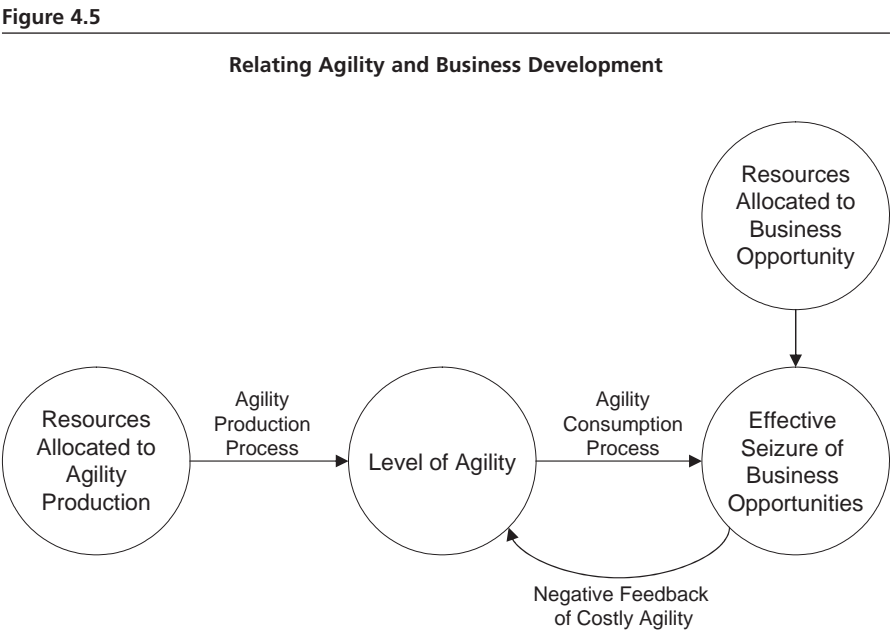 Figure 4.5
Relating Agility and Business Development
Resources
Allocated to
Business
Opportunity
Resources
Allocated to
Agility
Production
Agility
Production
Process
Level of Agility
Agility
Consumption
Process
Effective
Seizure of
Business
Opportunities
Negative Feedback
of Costly Agility